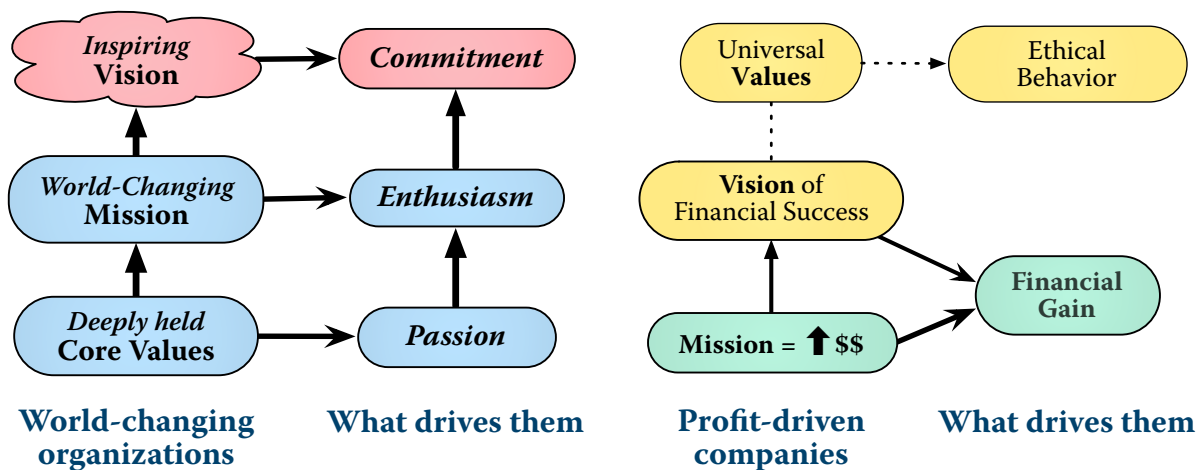 Inspiring
Vision
Commitment
Universal
Values
Ethical
Behavior
World-Changing
Mission
Enthusiasm
Vision of
Financial Success
Deeply held
Core Values
Passion
Mission = ⬆ $$
Financial
Gain
World-changing
organizations
What drives them
Profit-driven
companies
What drives them